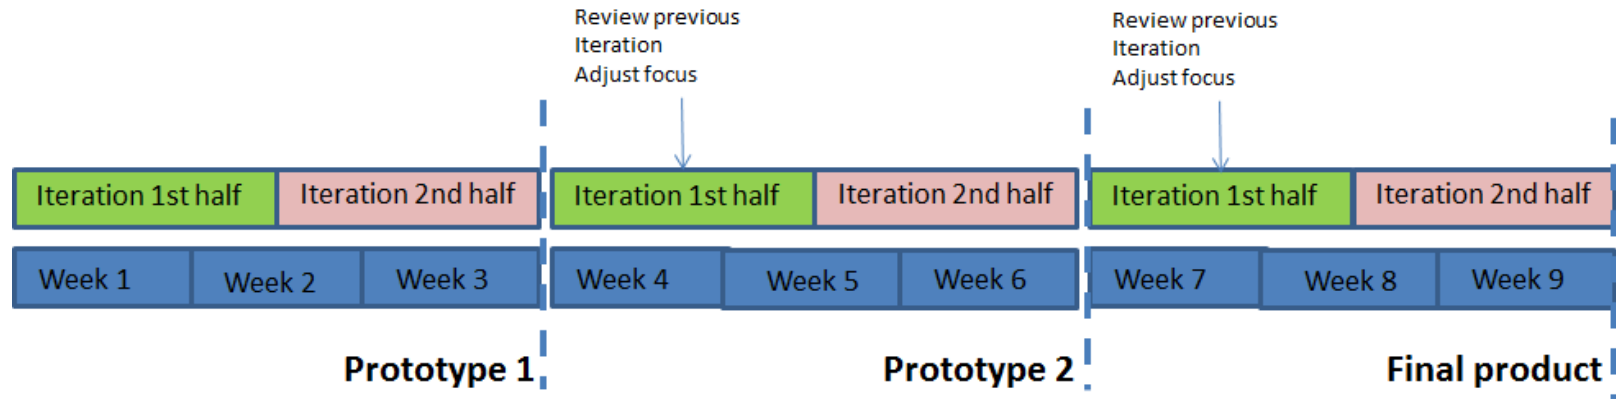 Review previous
Iteration
Adjust focus
Review previous
Iteration
Adjust focus
Iteration 1st half
Iteration 2nd half
Iteration 1st half
Iteration 2nd half
Iteration 1st half
Iteration 2nd half
Week 1
Week 2
Week 3
Week 4
Week 5
Week 6
Week 7
Week 8
Week 9
Prototype 1
Prototype 2
Final product